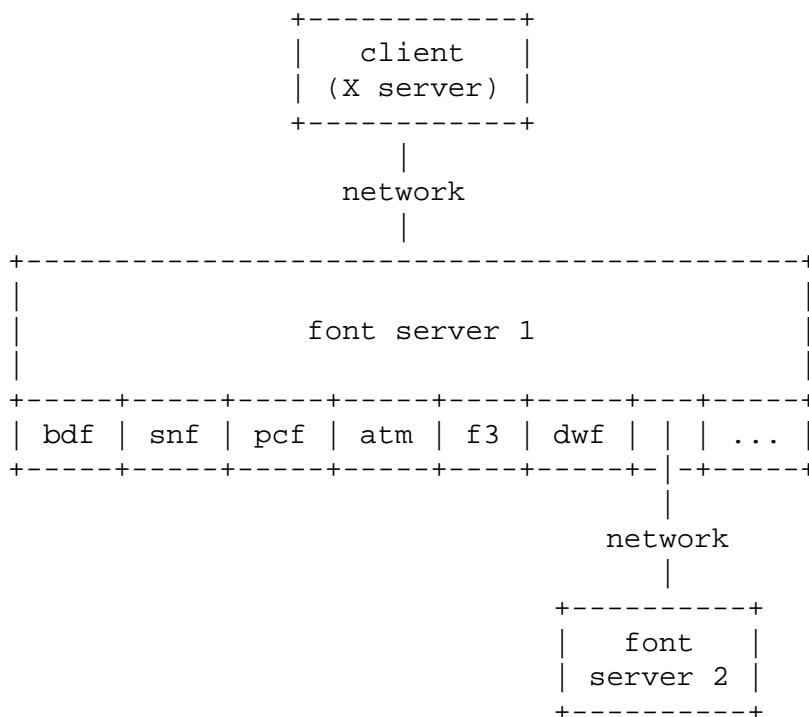 client
(X server)
network
font server 1
bdf snf pcf atm f3 dwf ...
network
font
server 2